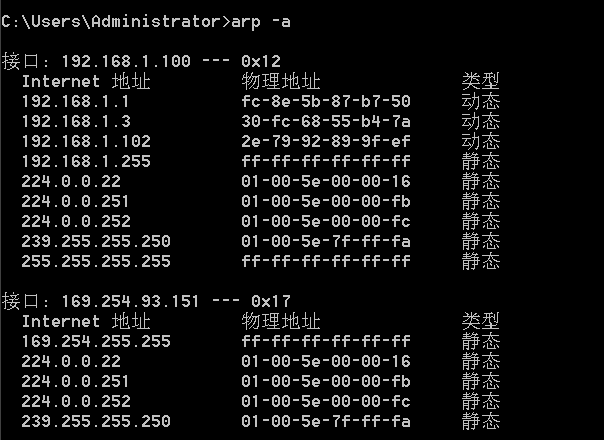 C:\Users\Administrator>arp -a
接口: 192.168.1.100 --- 0x12
Internet 地址 物理地址 类型
192.168.1.1 fc-8e-5b-87-b7-50 动态
192.168.1.3 30-fc-68-55-b4-7a 动态
192.168.1.102 2e-79-92-89-9f-ef 动态
192.168.1.255 ff-ff-ff-ff-ff-ff 静态
224.0.0.22 01-00-5e-00-00-16 静态
224.0.0.251 01-00-5e-00-00-fb 静态
224.0.0.252 01-00-5e-00-00-fc 静态
239.255.255.250 01-00-5e-7f-ff-fa 静态
255.255.255.255 ff-ff-ff-ff-ff-ff 静态
接口: 169.254.93.151 --- 0x17
Internet 地址 物理地址 类型
169.254.255.255 ff-ff-ff-ff-ff-ff 静态
224.0.0.22 01-00-5e-00-00-16 静态
224.0.0.251 01-00-5e-00-00-fb 静态
224.0.0.252 01-00-5e-00-00-fc 静态
239.255.255.250 01-00-5e-7f-ff-fa 静态